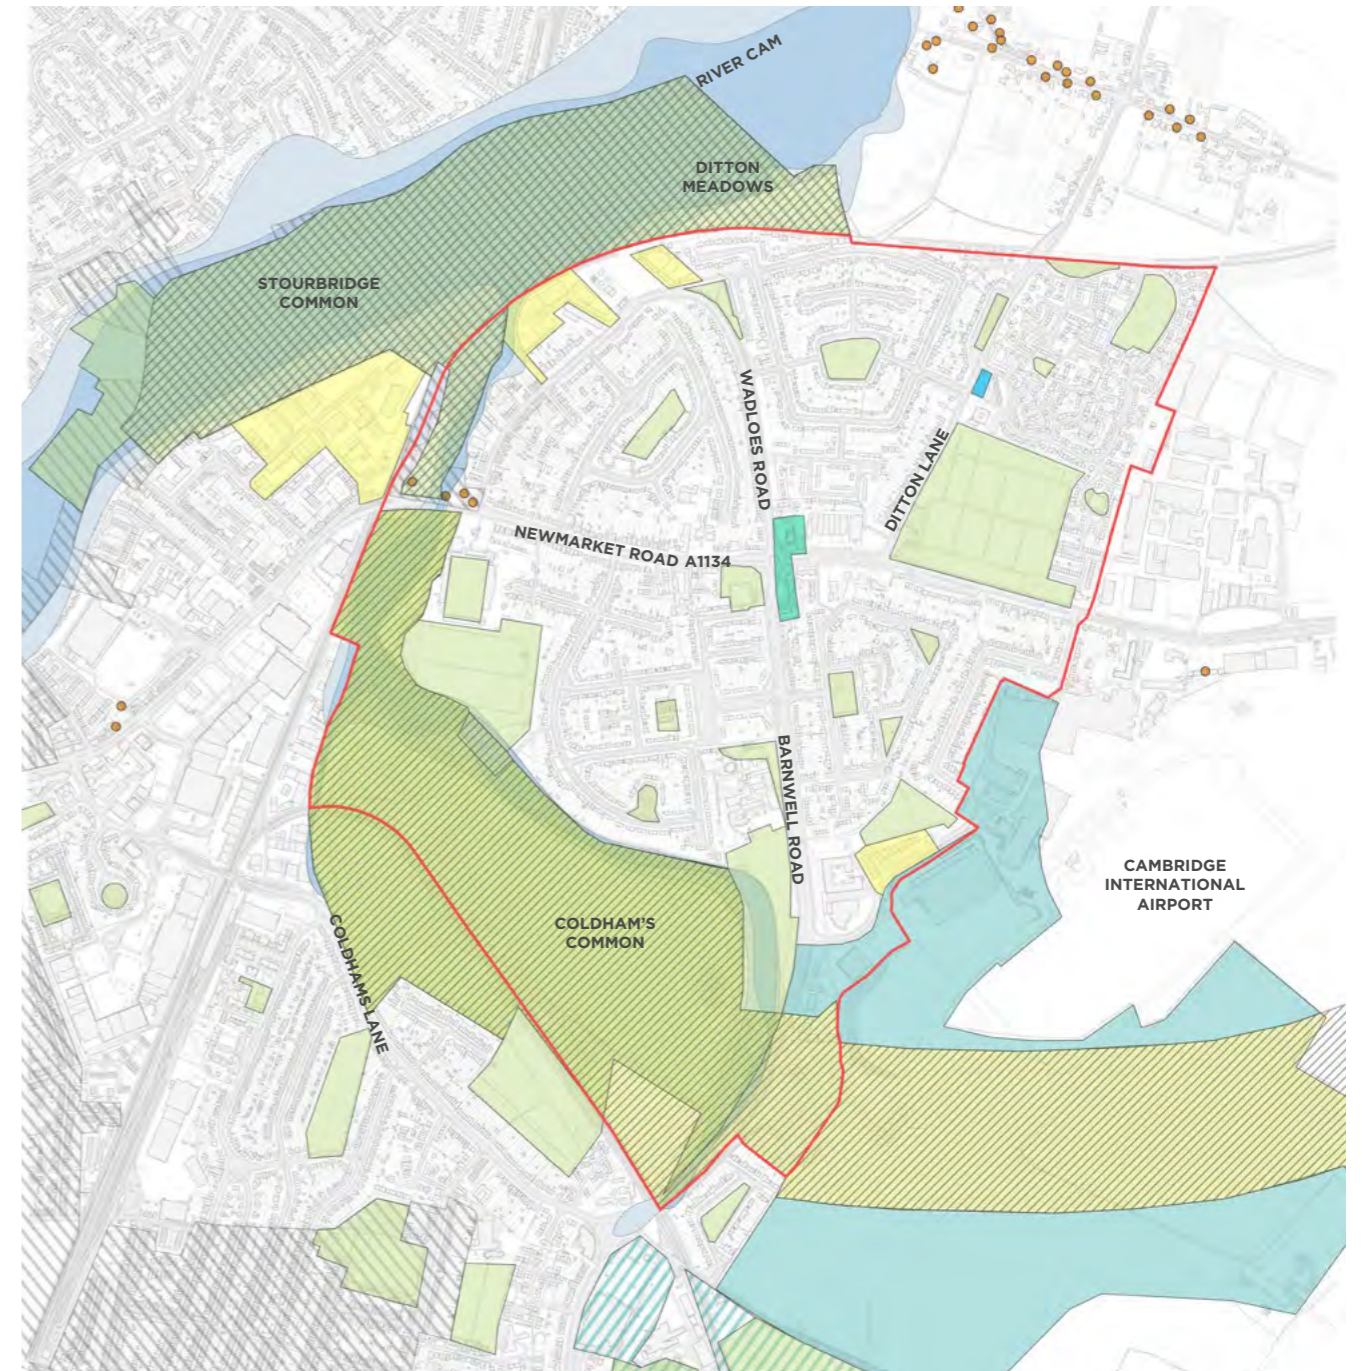 RIVER CAM
DITTON
MEADOWS
STOURBRIDGE
COMMON
WADLOES ROAD
DITTON LANE
NEWMARKET ROAD A1134
BARNWELL ROAD
CAMBRIDGE
INTERNATIONAL
AIRPORT
COLDHAM'S
COMMON
COLDHAMS LANE